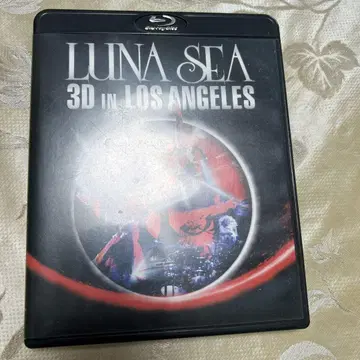 Blu-ray Disc
LUNA SEA
3D IN LOS ANGELES